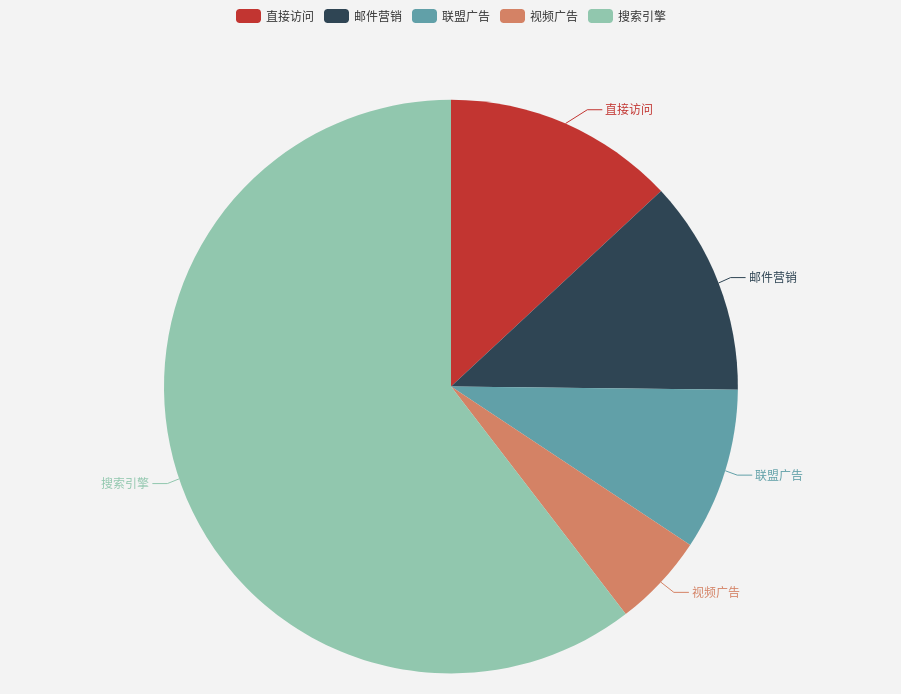 直接访问 邮件营销 联盟广告 视频广告 搜索引擎
直接访问
邮件营销
联盟广告
搜索引擎
视频广告